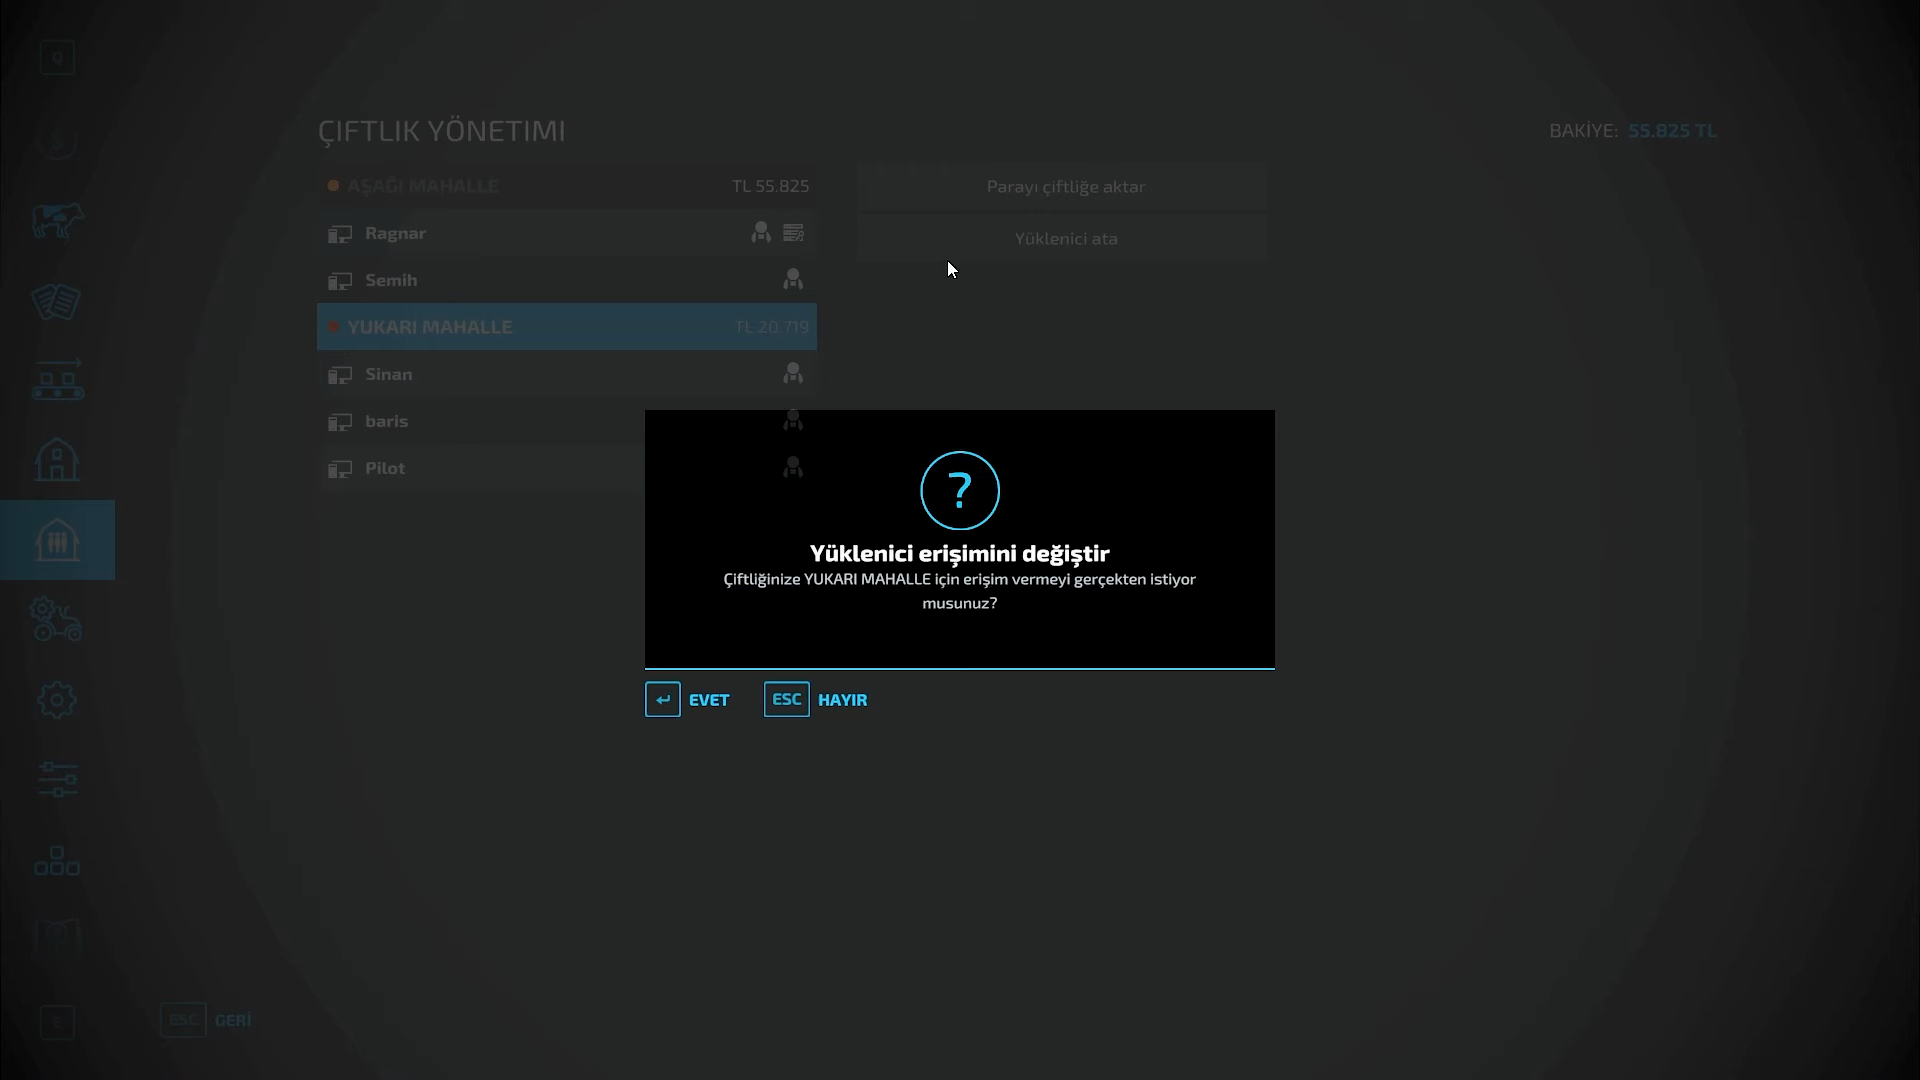 Q
ÇIFTLIK YÖNETIMI
BAKİYE: 55.825 TL
AŞAĞI MAHALLE TL 55.825
Ragnar
Semih
YUKARI MAHALLE TL 20.719
Sinan
baris
Pilot
Parayı çiftliğe aktar
Yüklenici ata
?
Yüklenici erişimini değiştir
Çiftliğinize YUKARI MAHALLE için erişim vermeyi gerçekten istiyor
musunuz?
EVET ESC HAYIR
E
ESC GERİ